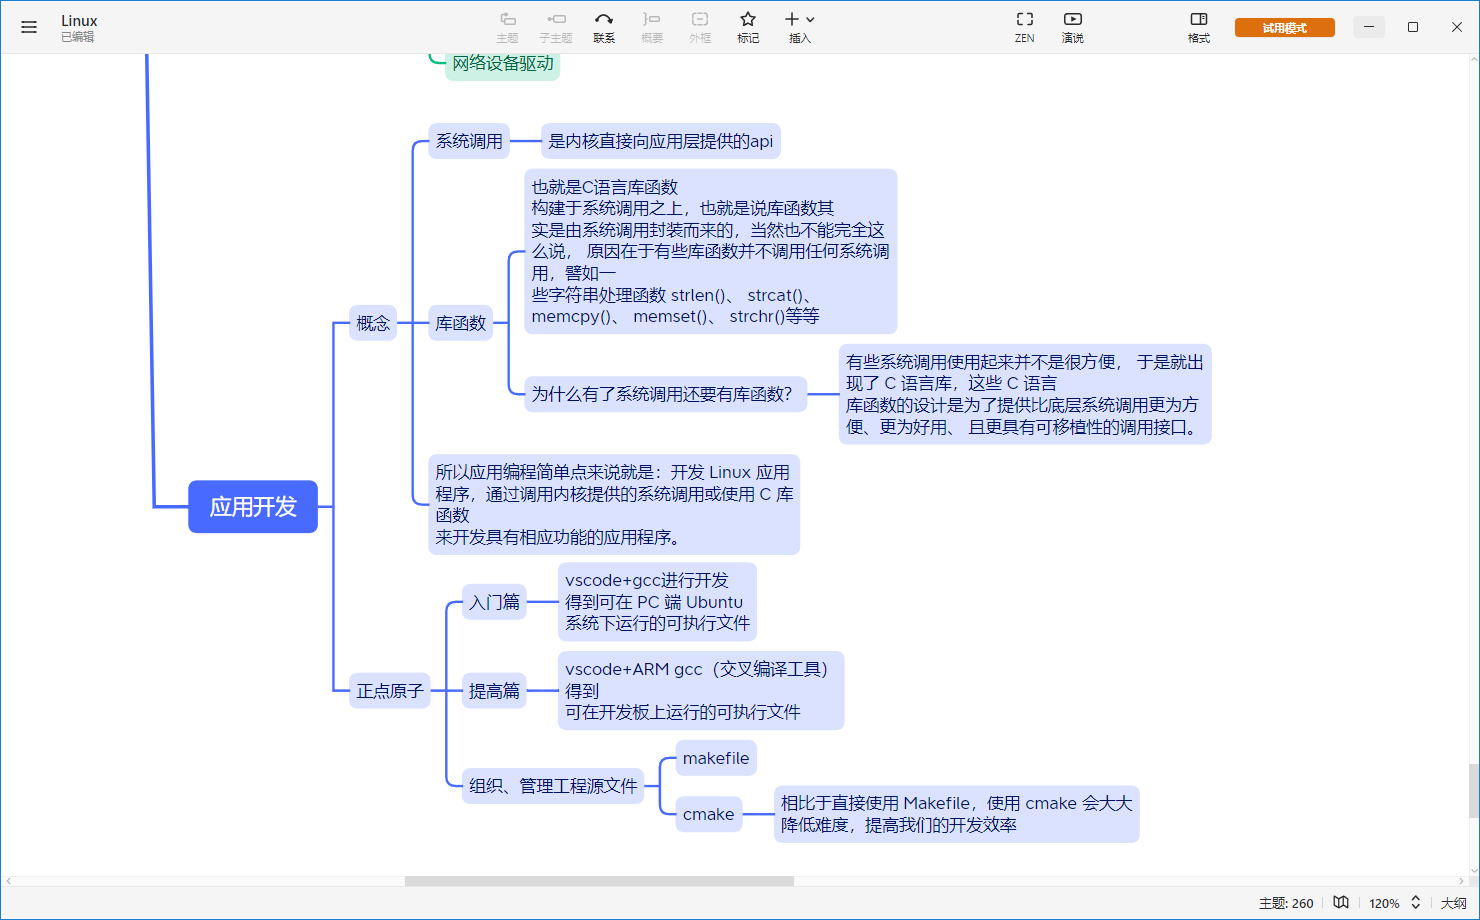 Linux
已编辑
主题
子主题
联系
概要
外框
标记
插入
ZEN
演说
格式
试用模式
网络设备驱动
系统调用
是内核直接向应用层提供的api
也就是C语言库函数
构建于系统调用之上，也就是说库函数其
实是由系统调用封装而来的，当然也不能完全这
么说， 原因在于有些库函数并不调用任何系统调
用，譬如一
些字符串处理函数 strlen()、 strcat()、
memcpy()、 memset()、 strchr()等等
概念
库函数
为什么有了系统调用还要有库函数？
有些系统调用使用起来并不是很方便， 于是就出
现了 C 语言库，这些 C 语言
库函数的设计是为了提供比底层系统调用更为方
便、更为好用、 且更具有可移植性的调用接口。
所以应用编程简单点来说就是：开发 Linux 应用
程序，通过调用内核提供的系统调用或使用 C 库
函数
来开发具有相应功能的应用程序。
应用开发
入门篇
vscode+gcc进行开发
得到可在 PC 端 Ubuntu
系统下运行的可执行文件
正点原子
提高篇
vscode+ARM gcc（交叉编译工具）
得到
可在开发板上运行的可执行文件
组织、管理工程源文件
makefile
cmake
相比于直接使用 Makefile，使用 cmake 会大大
降低难度，提高我们的开发效率
主题: 260
120%
大纲